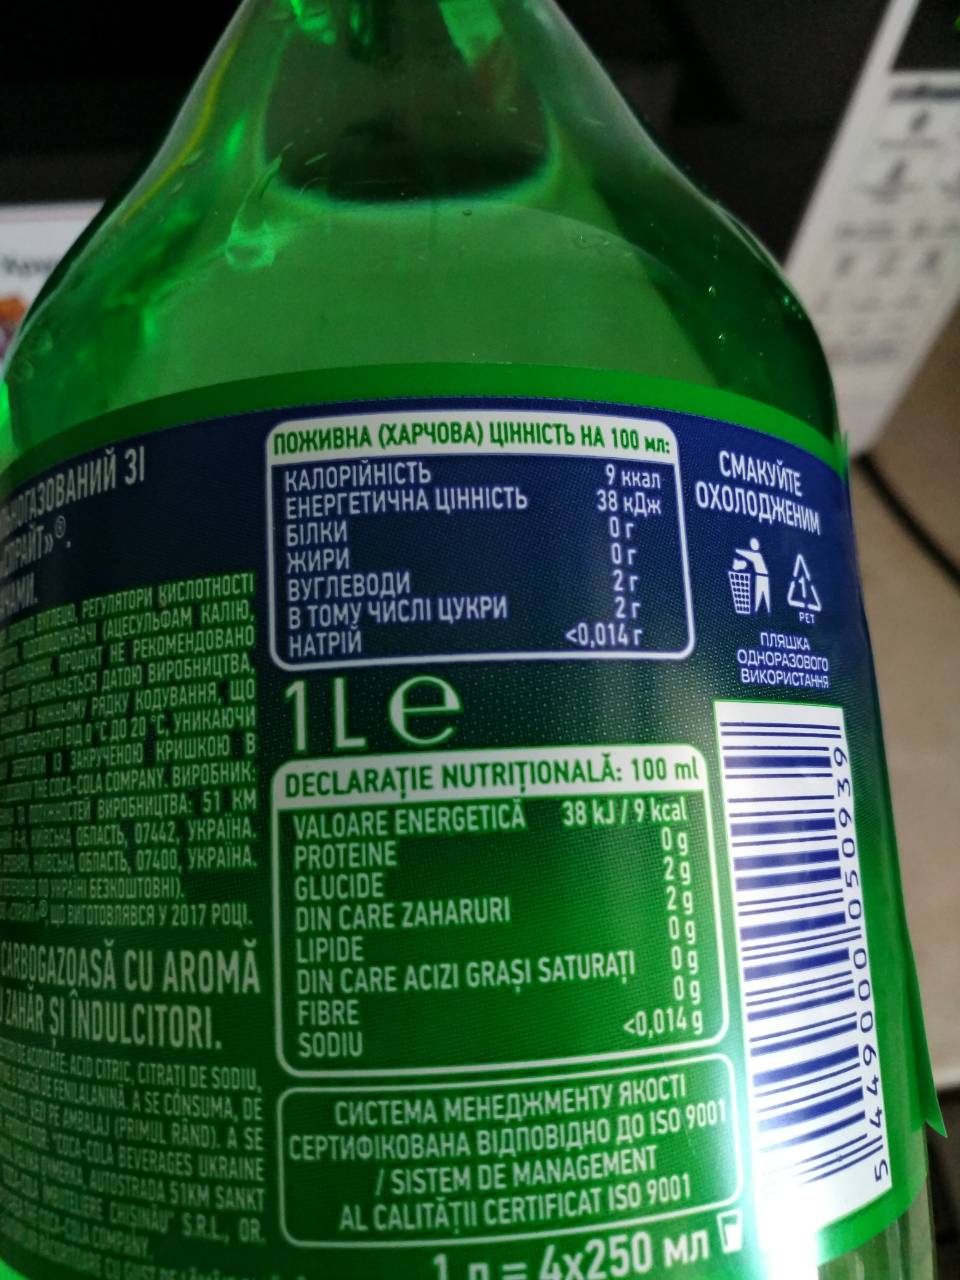 ЗІ
РЕГУЛЯТОРИ КИСЛОТНОСТІ
(АЦЕСУЛЬФАМ КАЛІЮ,
НЕ РЕКОМЕНДОВАНО
ДАТОЮ ВИРОБНИЦТВА,
РЯДКУ КОДУВАННЯ, ЩО
ВІД 0 °С ДО 20 °С, УНИКАЮЧИ
ІЗ ЗАКРУЧЕНОЮ КРИШКОЮ В
THE COCA-COLA COMPANY. ВИРОБНИК:
ВИРОБНИЦТВА: 51 КМ
ОБЛАСТЬ, 07442, УКРАЇНА.
КИЇВСЬКА ОБЛАСТЬ, 07400, УКРАЇНА.
ПО УКРАЇНІ БЕЗКОШТОВНІ).
ЩО ВИГОТОВЛЯВСЯ У 2017 РОЦІ.
CARBOGAZOASĂ CU AROMĂ
ZAHĂR ȘI ÎNDULCITORI.
ACID CITRIC, CITRAȚI DE SODIU,
SURSĂ DE FENILALANINĂ. A SE CONSUMA, DE
PE AMBALAJ (PRIMUL RÂND). A SE
"COCA-COLA BEVERAGES UKRAINE
AUTOSTRADA 51KM SANKT
CHIȘINĂU" S.R.L., OR.
COCA-COLA COMPANY.
ПОЖИВНА (ХАРЧОВА) ЦІННІСТЬ НА 100 мл:
КАЛОРІЙНІСТЬ 9 ккал
ЕНЕРГЕТИЧНА ЦІННІСТЬ 38 кДж
БІЛКИ 0 г
ЖИРИ 0 г
ВУГЛЕВОДИ 2 г
В ТОМУ ЧИСЛІ ЦУКРИ 2 г
НАТРІЙ <0,014 г
1L e
DECLARAȚIE NUTRIȚIONALĂ: 100 ml
VALOARE ENERGETICĂ 38 kJ / 9 kcal
PROTEINE 0 g
GLUCIDE 2 g
DIN CARE ZAHARURI 2 g
LIPIDE 0 g
DIN CARE ACIZI GRAȘI SATURAȚI 0 g
FIBRE 0 g
SODIU <0,014 g
СИСТЕМА МЕНЕДЖМЕНТУ ЯКОСТІ
СЕРТИФІКОВАНА ВІДПОВІДНО ДО ISO 9001
/ SISTEM DE MANAGEMENT
AL CALITĂȚII CERTIFICAT ISO 9001
1 л = 4x250 МЛ
СМАКУЙТЕ
ОХОЛОДЖЕНИМ
1
PET
ПЛЯШКА
ОДНОРАЗОВОГО
ВИКОРИСТАННЯ
5 449000 050939